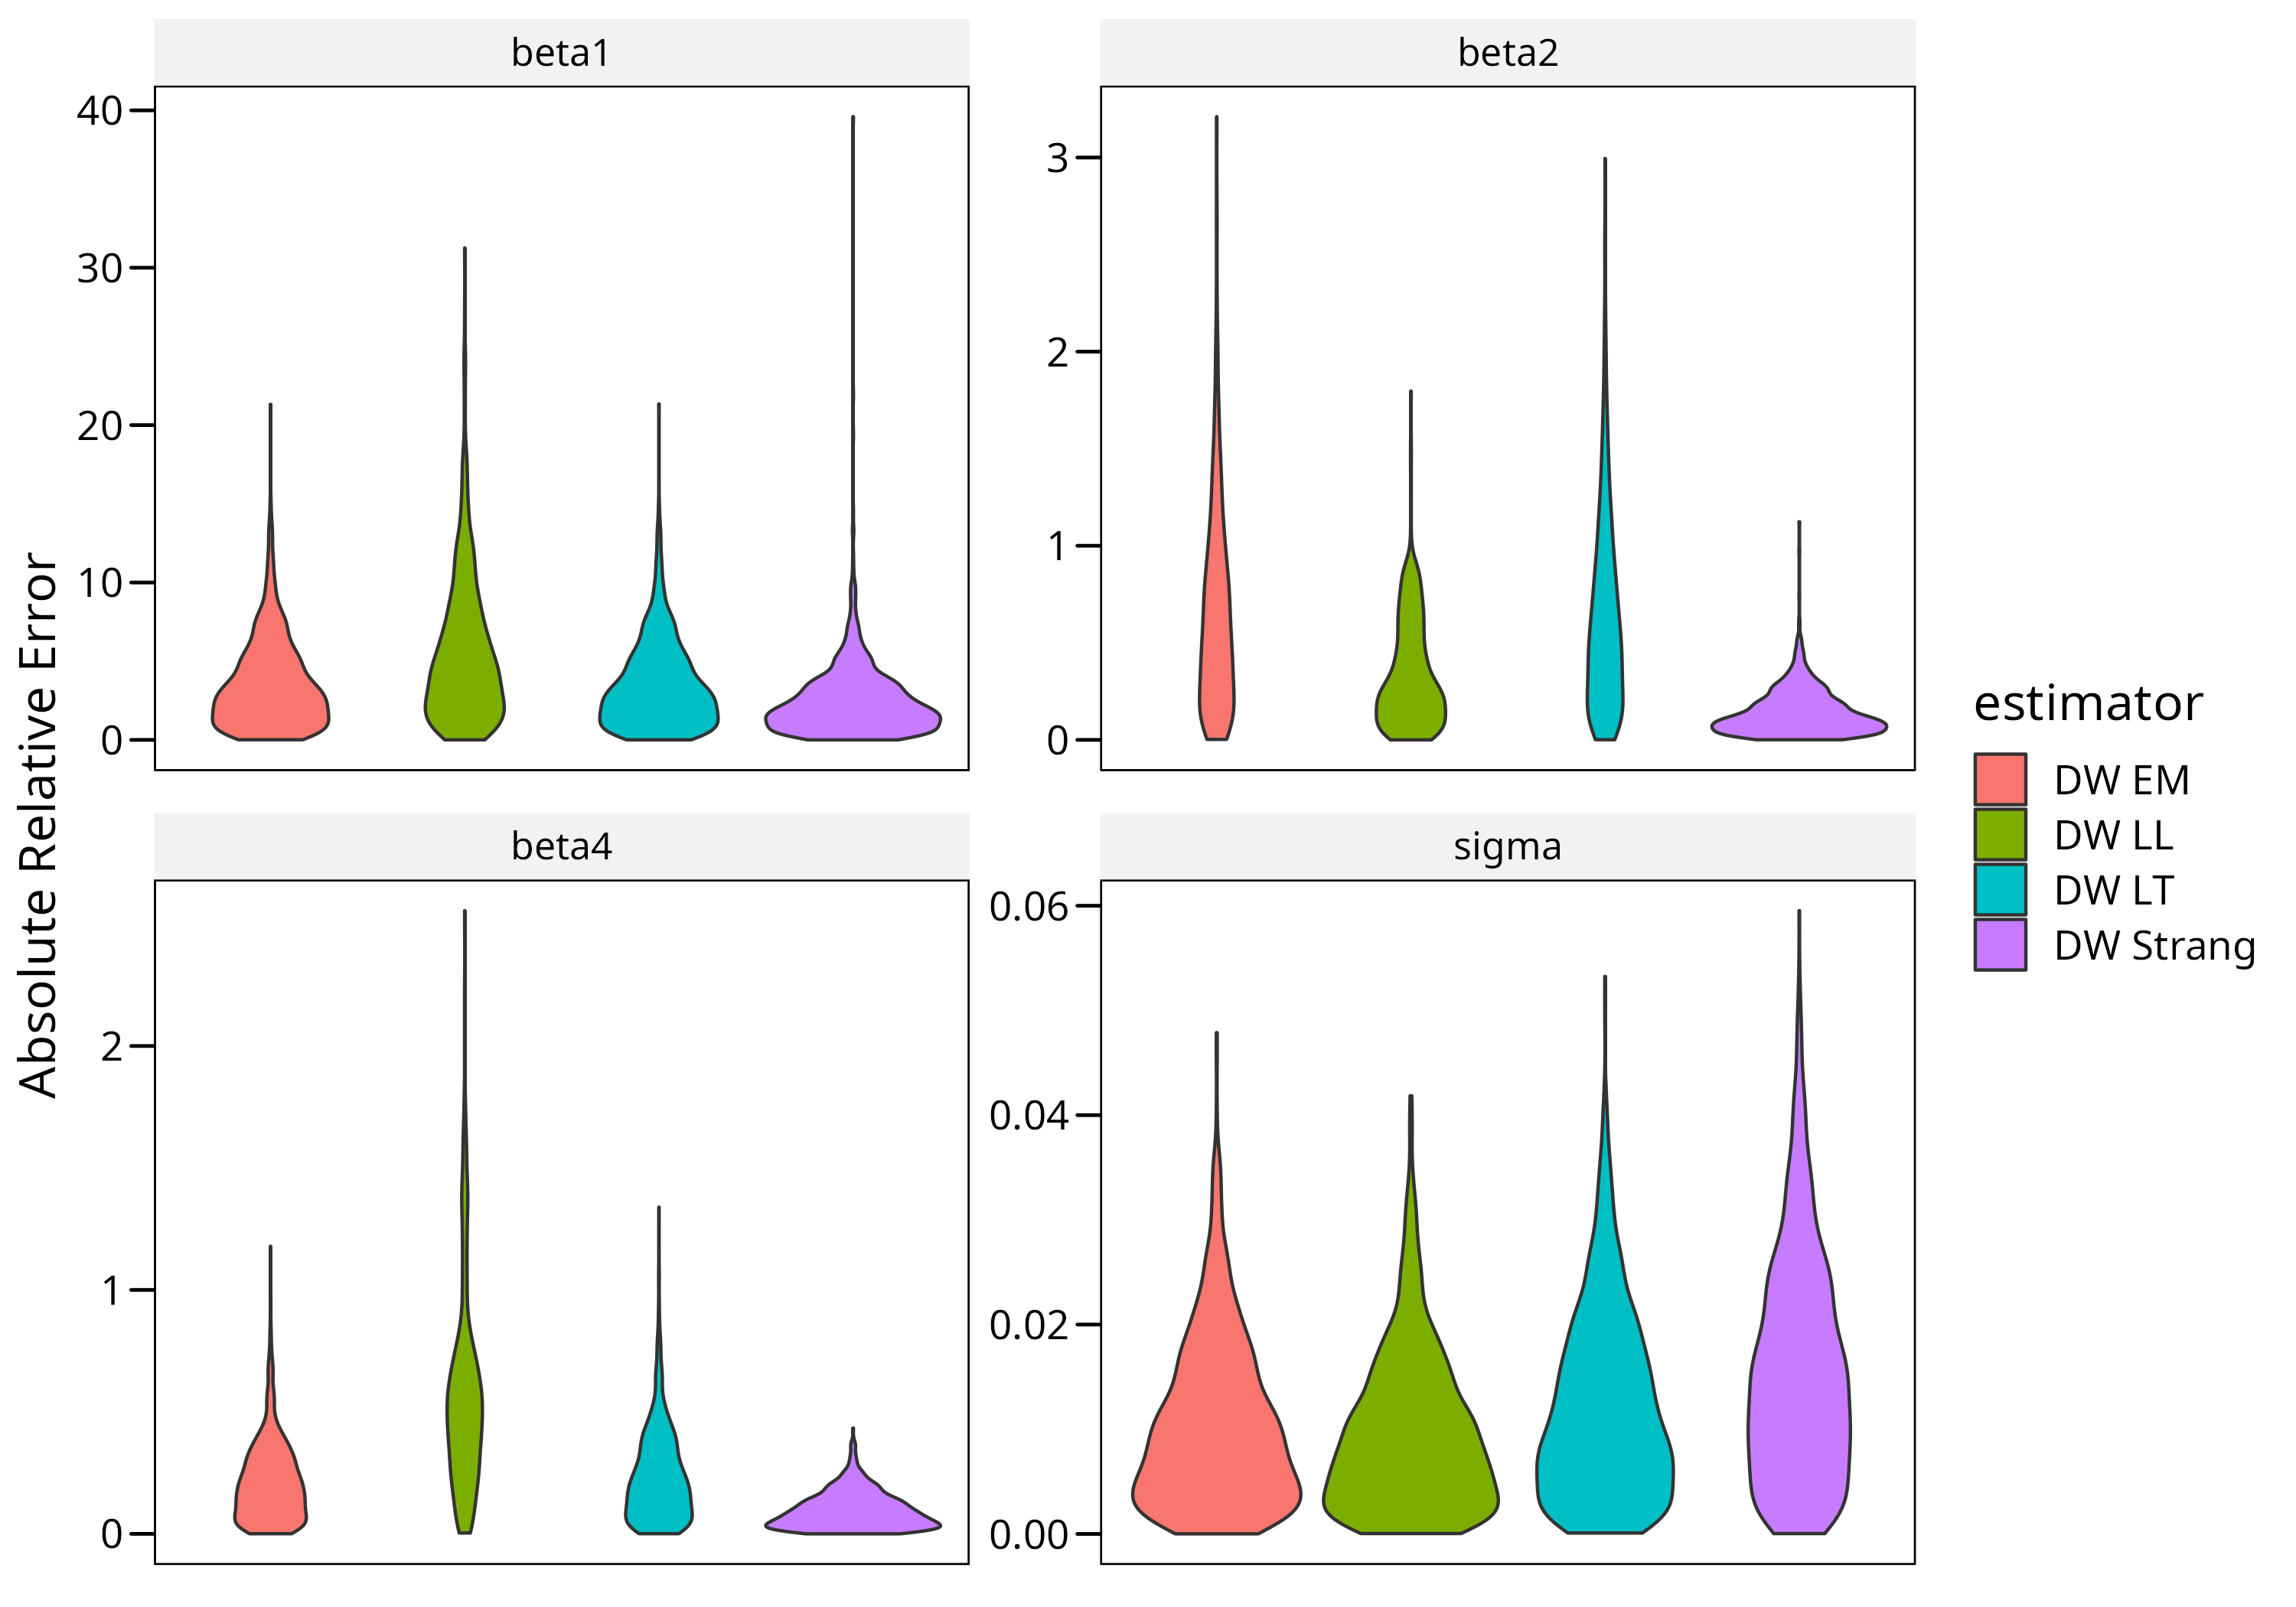 beta1
40
30
20
10
0
beta2
3
2
1
0
Absolute Relative Error
beta4
2
1
0
sigma
0.06
0.04
0.02
0.00
estimator
DW EM
DW LL
DW LT
DW Strang